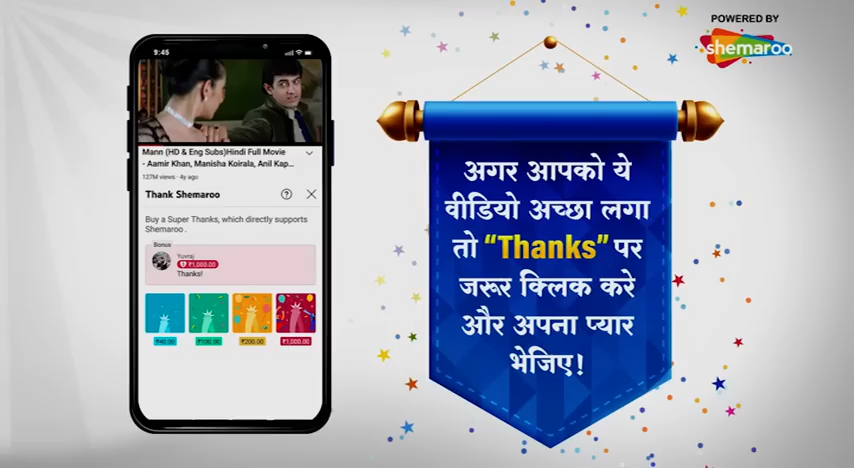 POWERED BY
shemaroo
9:45
Mann (HD & Eng Subs)Hindi Full Movie
- Aamir Khan, Manisha Koirala, Anil Kap...
127M views · 4y ago
Thank Shemaroo
Buy a Super Thanks, which directly supports
Shemaroo .
Bonus
Yuvraj
₹1,000.00
Thanks!
₹40.00 ₹100.00 ₹200.00 ₹1,000.00
अगर आपको ये
वीडियो अच्छा लगा
तो “Thanks” पर
जरूर क्लिक करे
और अपना प्यार
भेजिए!